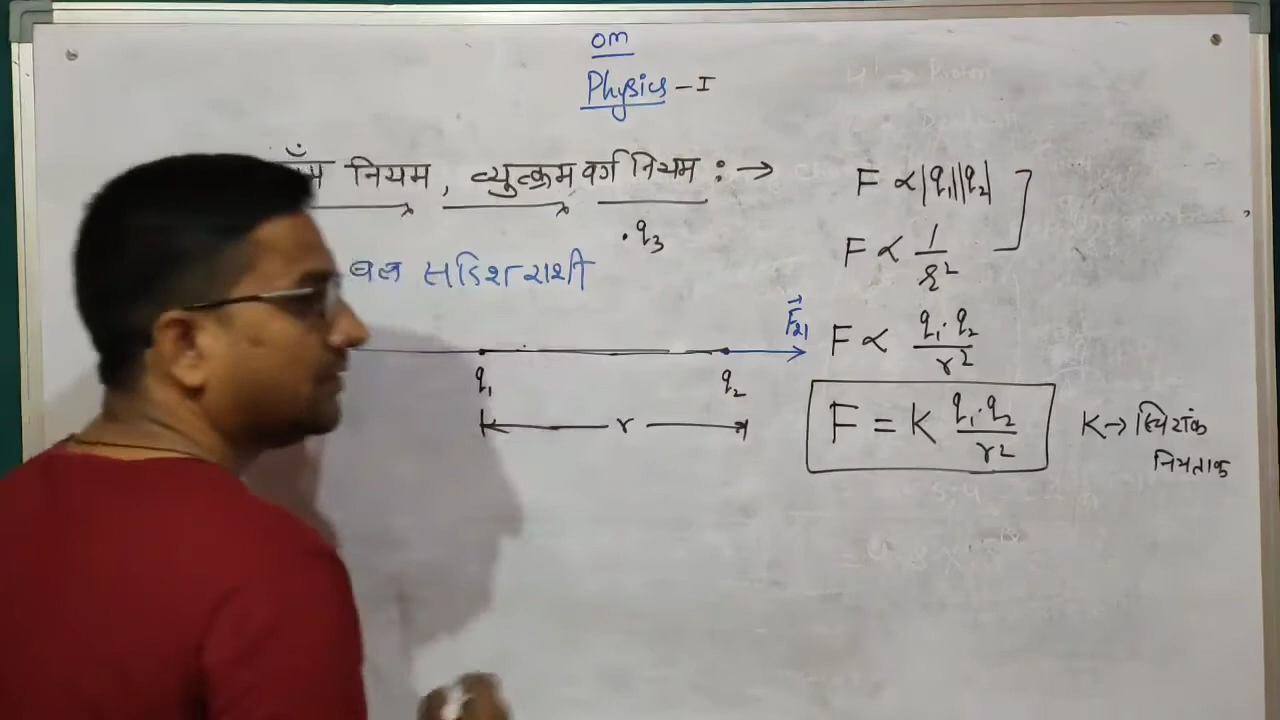 om
Physics - I
नियम, व्युत्क्रम वर्ग नियम : →
. q₃
बल सदिश राशी
F⃗₂₁
q₁ q₂
r
F ∝ |q₁||q₂|
F ∝ 1/r²
F ∝ q₁·q₂/r²
F = K q₁·q₂/r²
K → स्थिरांक
नियतांक